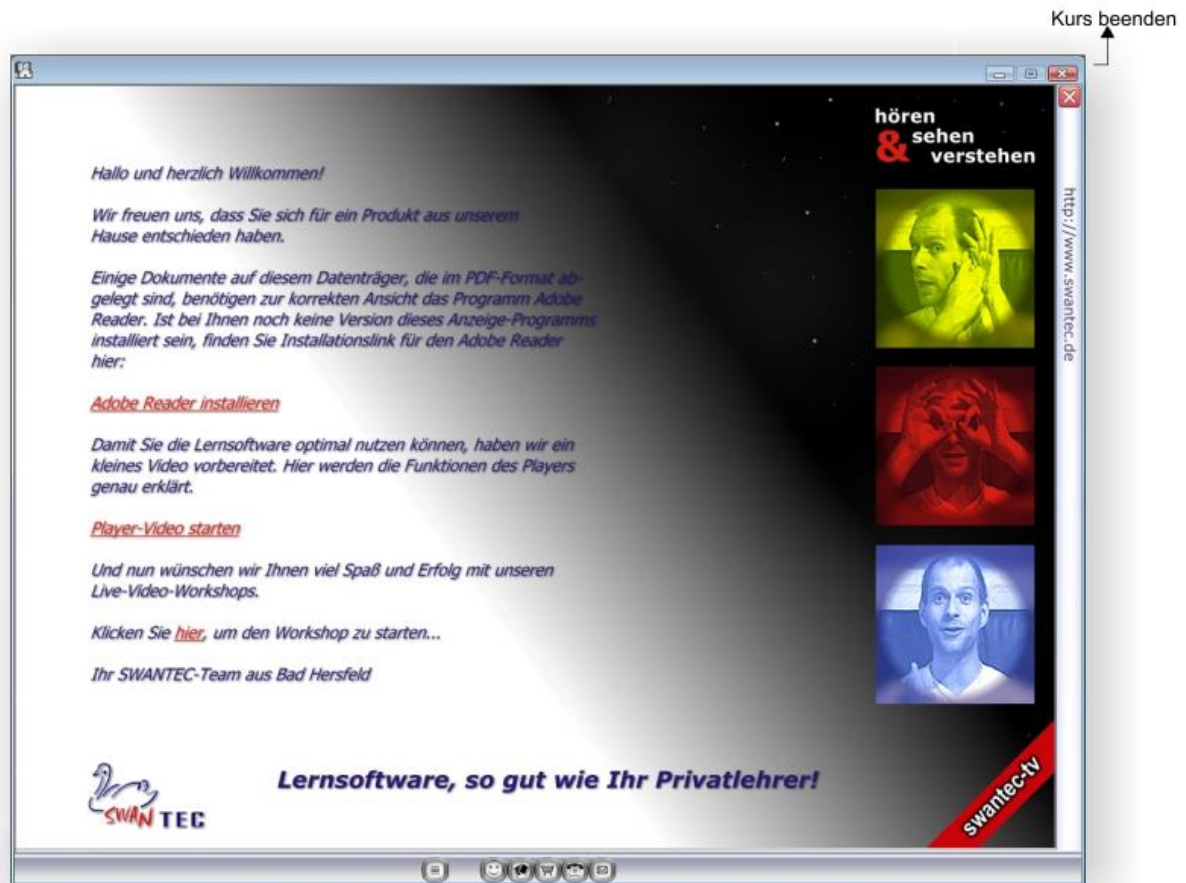 Kurs beenden
hören
& sehen
verstehen
http://www.swantec.de
Hallo und herzlich Willkommen!
Wir freuen uns, dass Sie sich für ein Produkt aus unserem
Hause entschieden haben.
Einige Dokumente auf diesem Datenträger, die im PDF-Format ab-
gelegt sind, benötigen zur korrekten Ansicht das Programm Adobe
Reader. Ist bei Ihnen noch keine Version dieses Anzeige-Programms
installiert sein, finden Sie Installationslink für den Adobe Reader
hier:
Adobe Reader installieren
Damit Sie die Lernsoftware optimal nutzen können, haben wir ein
kleines Video vorbereitet. Hier werden die Funktionen des Players
genau erklärt.
Player-Video starten
Und nun wünschen wir Ihnen viel Spaß und Erfolg mit unseren
Live-Video-Workshops.
Klicken Sie hier, um den Workshop zu starten...
Ihr SWANTEC-Team aus Bad Hersfeld
SWANTEC
Lernsoftware, so gut wie Ihr Privatlehrer!
swantec-tv